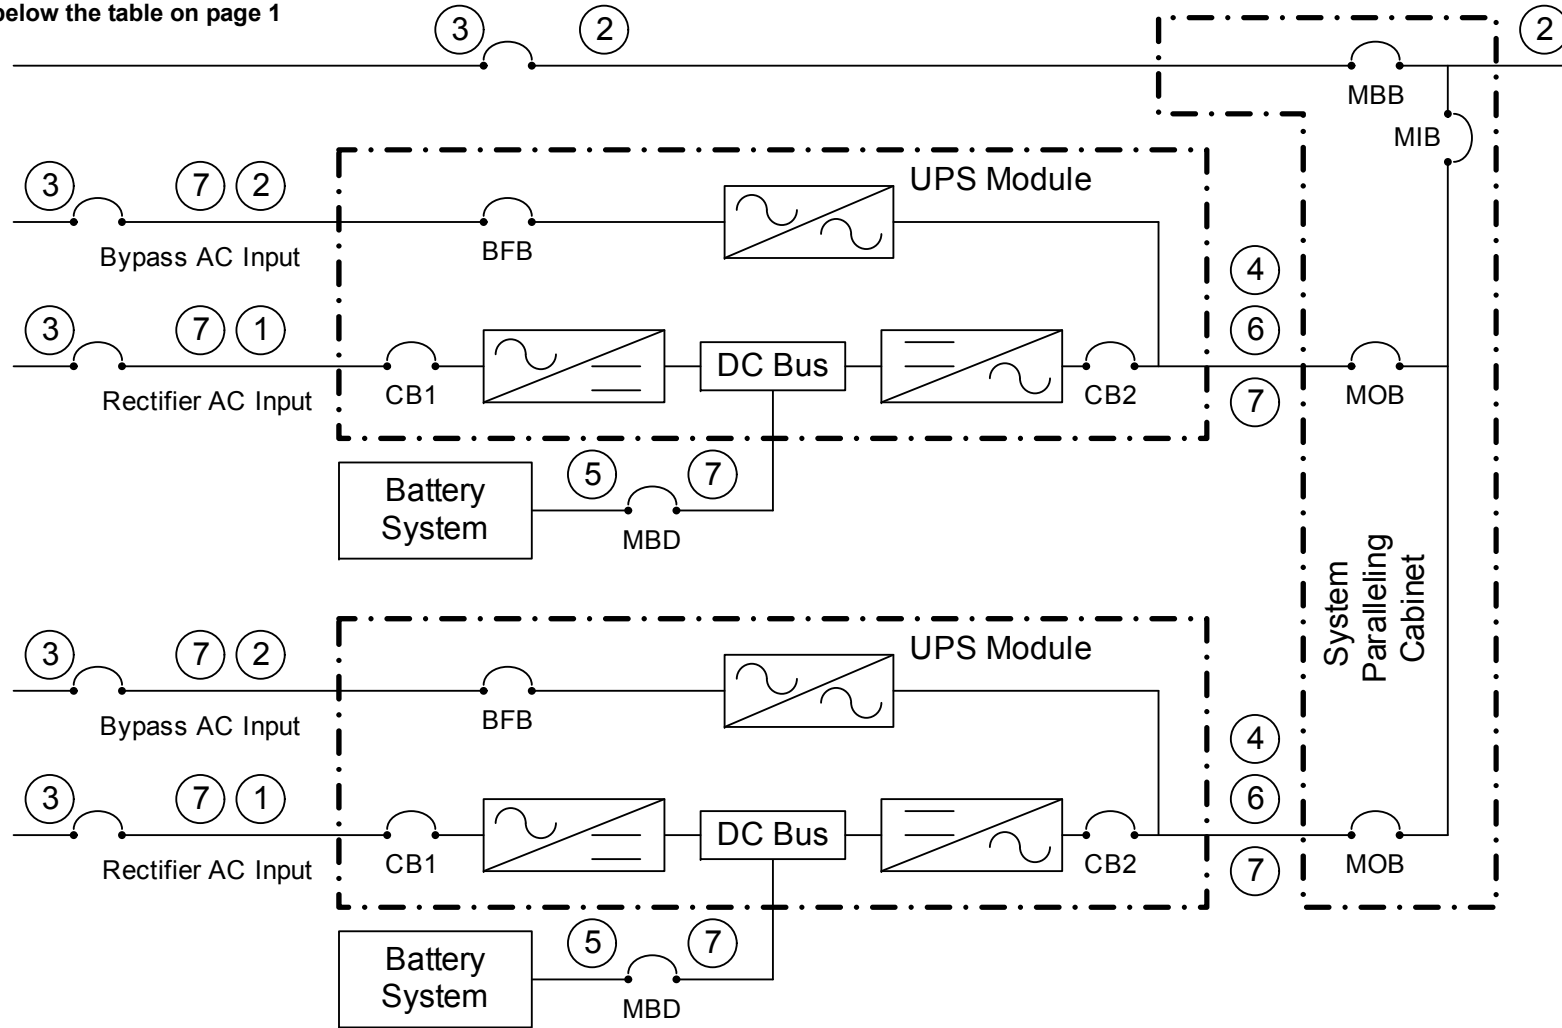 below the table on page 1
3 2 2
MBB
MIB
3 7 2 UPS Module
Bypass AC Input BFB
4
3 7 1 6
DC Bus
Rectifier AC Input CB1 CB2 7 MOB
5 7
Battery
System
MBD
System
Paralleling
Cabinet
3 7 2 UPS Module
Bypass AC Input BFB
4
3 7 1 6
DC Bus
Rectifier AC Input CB1 CB2 7 MOB
5 7
Battery
System
MBD